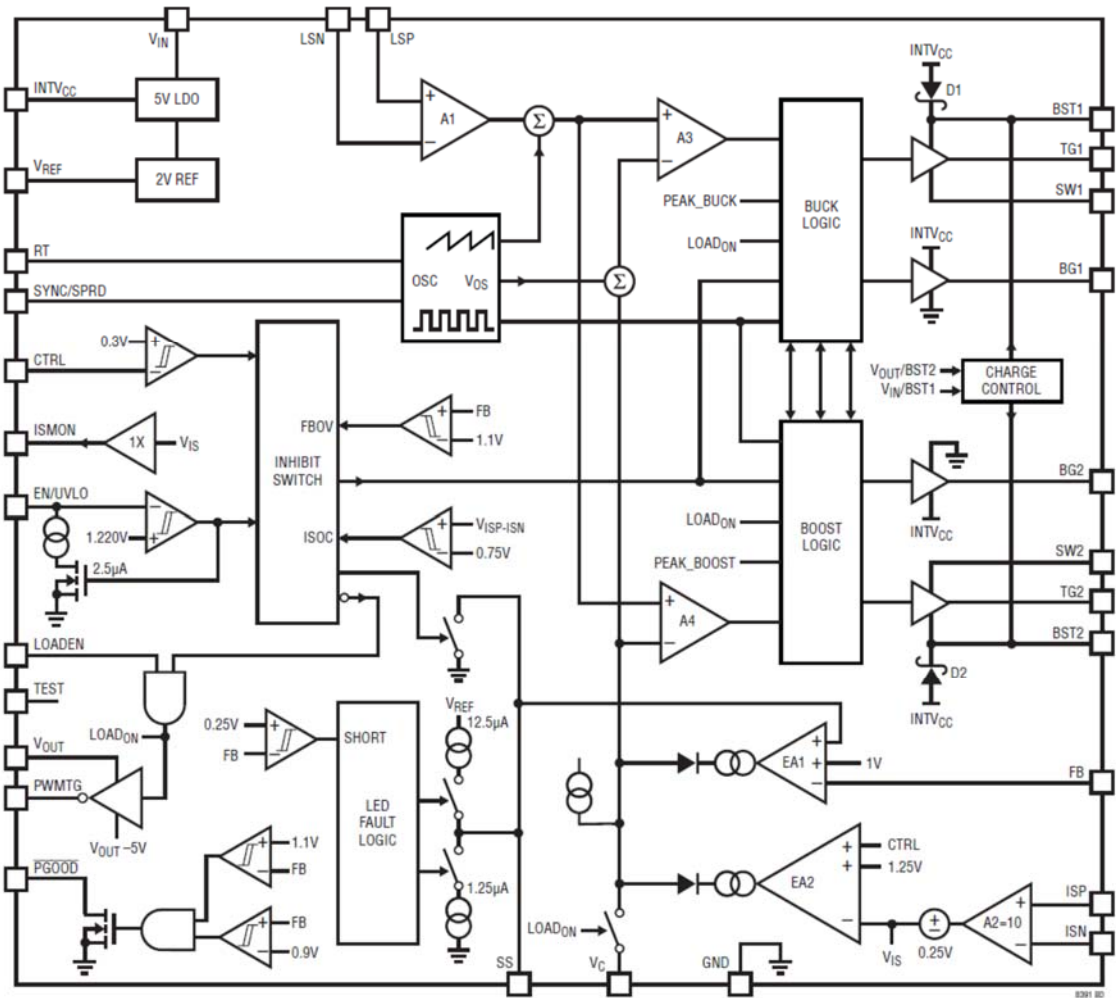 VIN
LSN
LSP
INTVCC
INTVCC
5V LDO
D1
A1
Σ
A3
BST1
VREF
2V REF
TG1
PEAK_BUCK
BUCK
LOGIC
SW1
RT
LOADON
INTVCC
OSC
VOS
Σ
BG1
SYNC/SPRD
0.3V
CTRL
VOUT/BST2
VIN/BST1
CHARGE
CONTROL
FBOV
FB
1.1V
ISMON
1X
VIS
INHIBIT
SWITCH
BG2
EN/UVLO
1.220V
ISOC
VISP-ISN
0.75V
LOADON
BOOST
LOGIC
INTVCC
2.5µA
PEAK_BOOST
SW2
TG2
A4
BST2
LOADEN
D2
TEST
INTVCC
VREF
12.5µA
0.25V
FB
SHORT
LOADON
VOUT
EA1
1V
FB
PWMTG
LED
FAULT
LOGIC
VOUT –5V
PGOOD
1.1V
FB
1.25µA
CTRL
1.25V
EA2
FB
0.9V
LOADON
A2=10
ISP
ISN
VIS
0.25V
SS
VC
GND
8391 BD